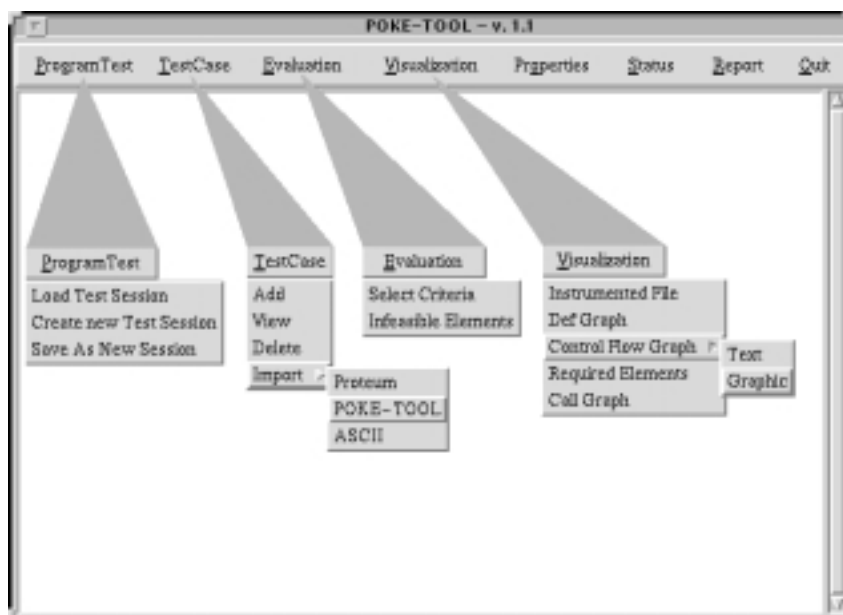 POKE-TOOL - v. 1.1
ProgramTest TestCase Evaluation Visualization Properties Status Report Quit
ProgramTest
Load Test Session
Create new Test Session
Save As New Session
TestCase
Add
View
Delete
Import
Proteum
POKE-TOOL
ASCII
Evaluation
Select Criteria
Infeasible Elements
Visualization
Instrumented File
Def Graph
Control Flow Graph
Text
Graphic
Required Elements
Call Graph